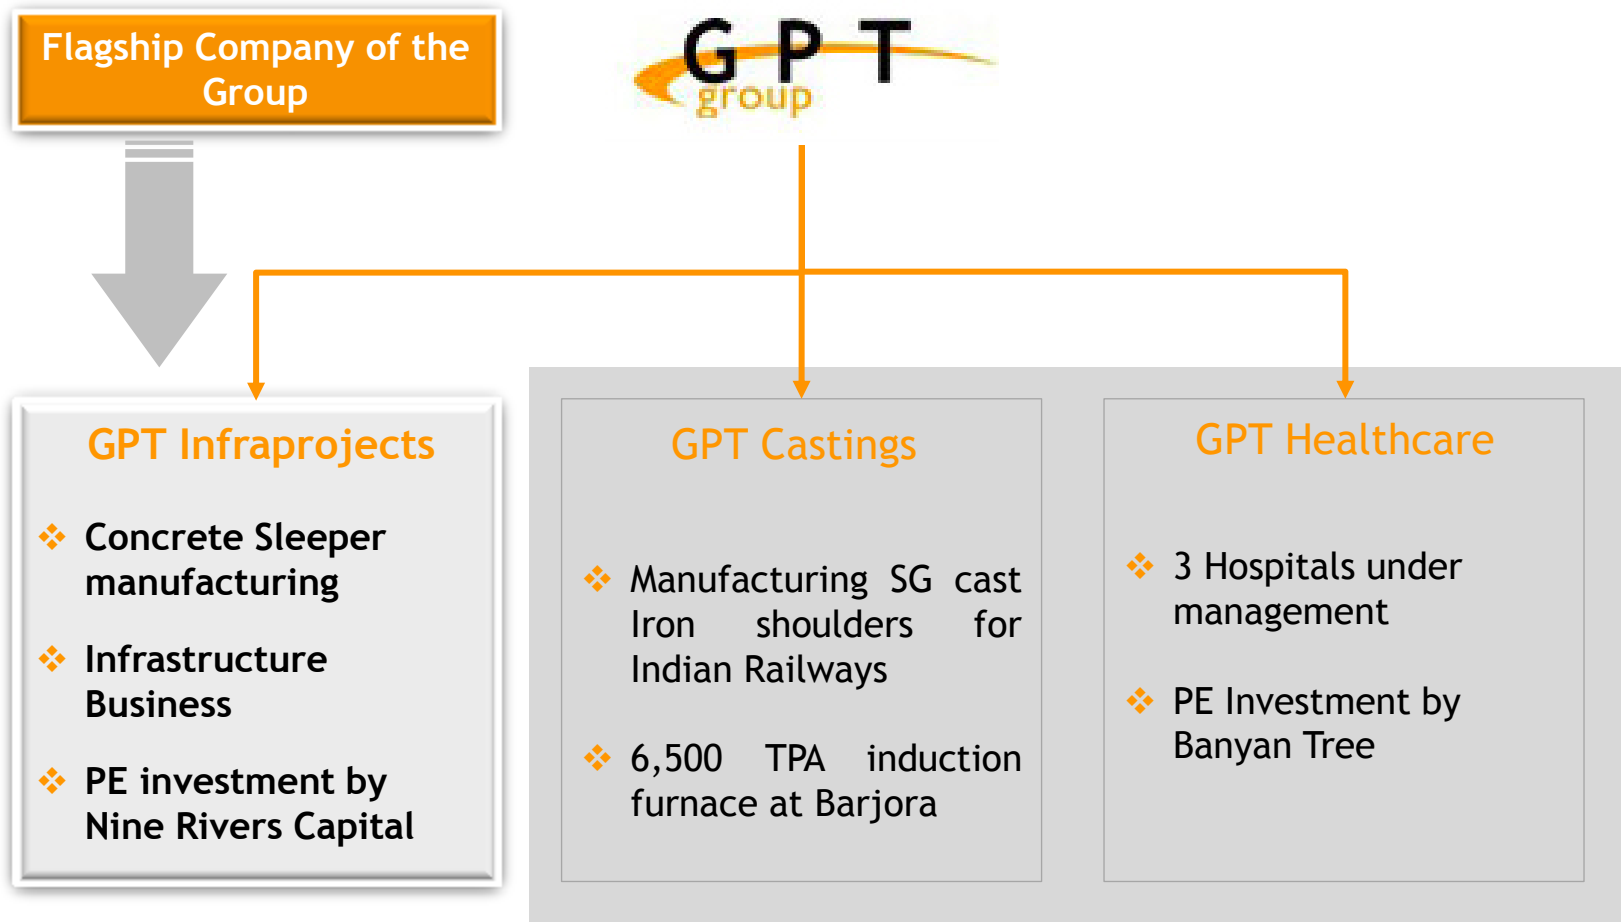 Flagship Company of the
Group
GPT
group
GPT Infraprojects
❖ Concrete Sleeper
manufacturing
❖ Infrastructure
Business
❖ PE investment by
Nine Rivers Capital
GPT Castings
❖ Manufacturing SG cast
Iron shoulders for
Indian Railways
❖ 6,500 TPA induction
furnace at Barjora
GPT Healthcare
❖ 3 Hospitals under
management
❖ PE Investment by
Banyan Tree